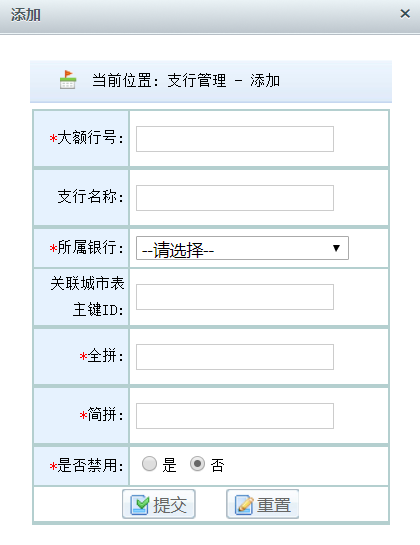 添加
当前位置: 支行管理 - 添加
*大额行号:
支行名称:
*所属银行: --请选择--
关联城市表
主键ID:
*全拼:
*简拼:
*是否禁用: 是 否
提交 重置